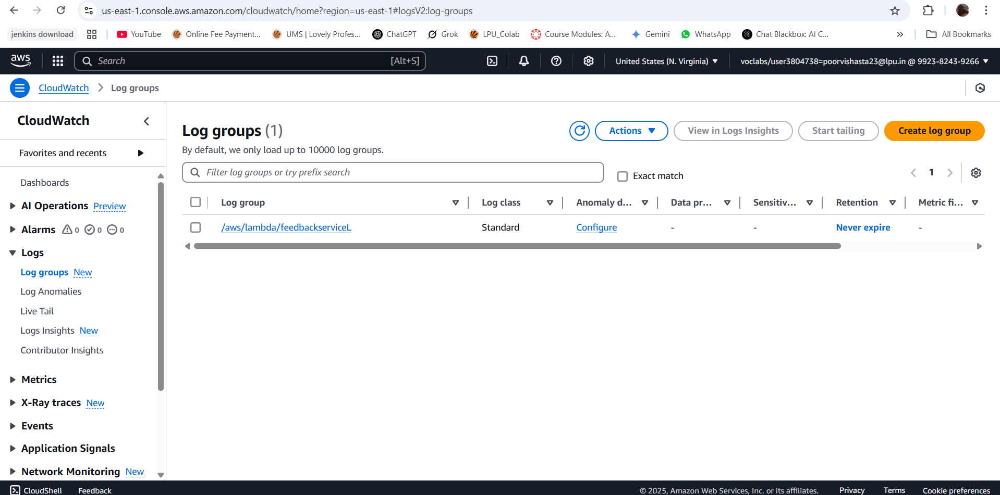 us-east-1.console.aws.amazon.com/cloudwatch/home?region=us-east-1#logsV2:log-groups
jenkins download YouTube Online Fee Payment... UMS | Lovely Profes... ChatGPT Grok LPU_Colab Course Modules: A... Gemini WhatsApp Chat Blackbox: AI C... » All Bookmarks
aws Search [Alt+S] United States (N. Virginia) voclabs/user3804738=poorvishasta23@lpu.in @ 9923-8243-9266
CloudWatch Log groups
CloudWatch
Favorites and recents
Dashboards
AI Operations Preview
Alarms 0 0 0
Logs
Log groups New
Log Anomalies
Live Tail
Logs Insights New
Contributor Insights
Metrics
X-Ray traces New
Events
Application Signals
Network Monitoring New
Log groups (1)
Actions View in Logs Insights Start tailing Create log group
By default, we only load up to 10000 log groups.
Filter log groups or try prefix search Exact match 1
Log group Log class Anomaly d... Data pr... Sensitiv... Retention Metric fi...
/aws/lambda/feedbackserviceL Standard Configure - - Never expire -
CloudShell Feedback © 2025, Amazon Web Services, Inc. or its affiliates. Privacy Terms Cookie preferences